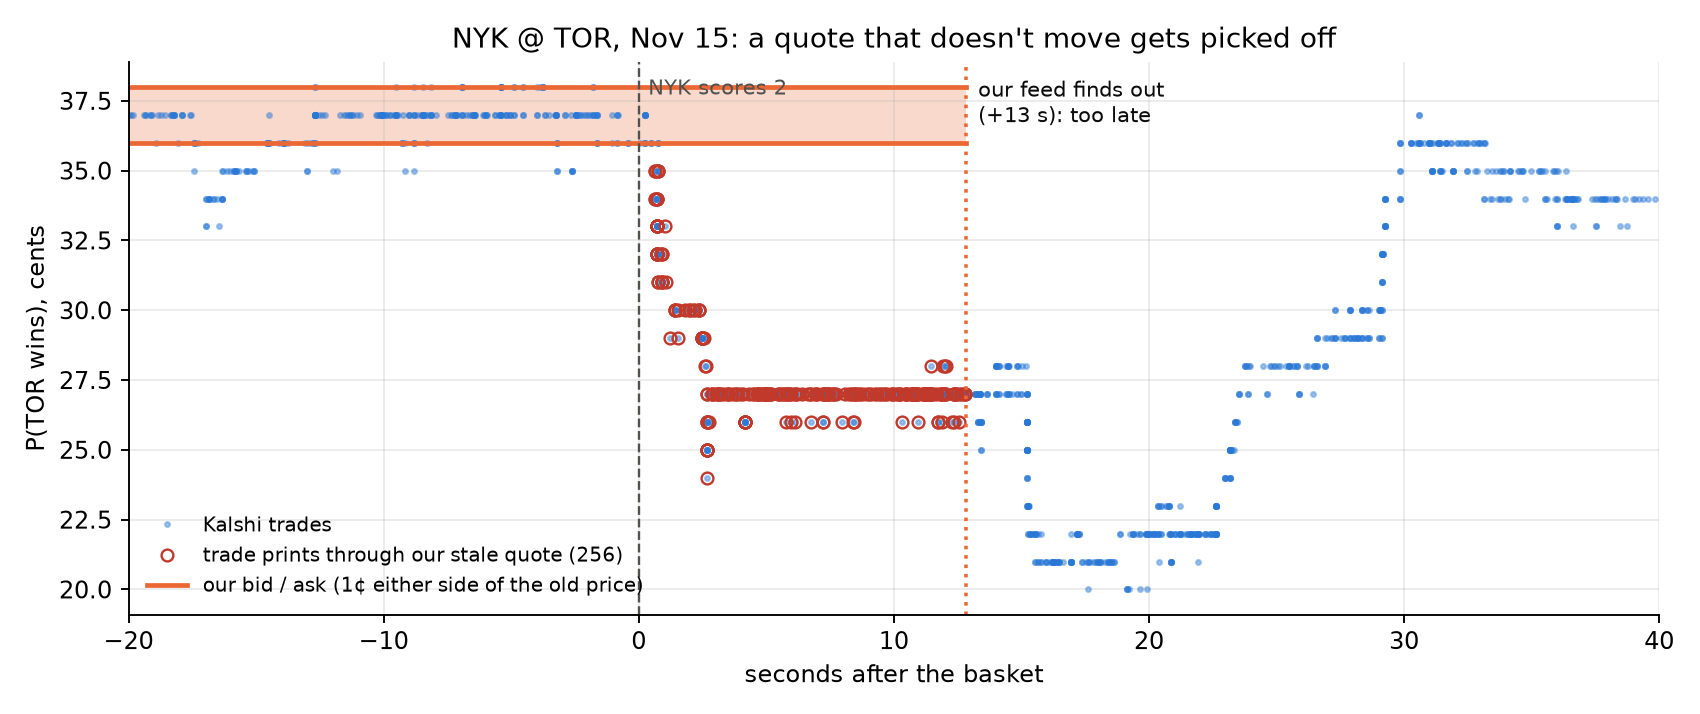 NYK @ TOR, Nov 15: a quote that doesn't move gets picked off
NYK scores 2
our feed finds out
(+13 s): too late
P(TOR wins), cents
37.5
35.0
32.5
30.0
27.5
25.0
22.5
20.0
Kalshi trades
trade prints through our stale quote (256)
our bid / ask (1¢ either side of the old price)
−20
−10
0
10
20
30
40
seconds after the basket